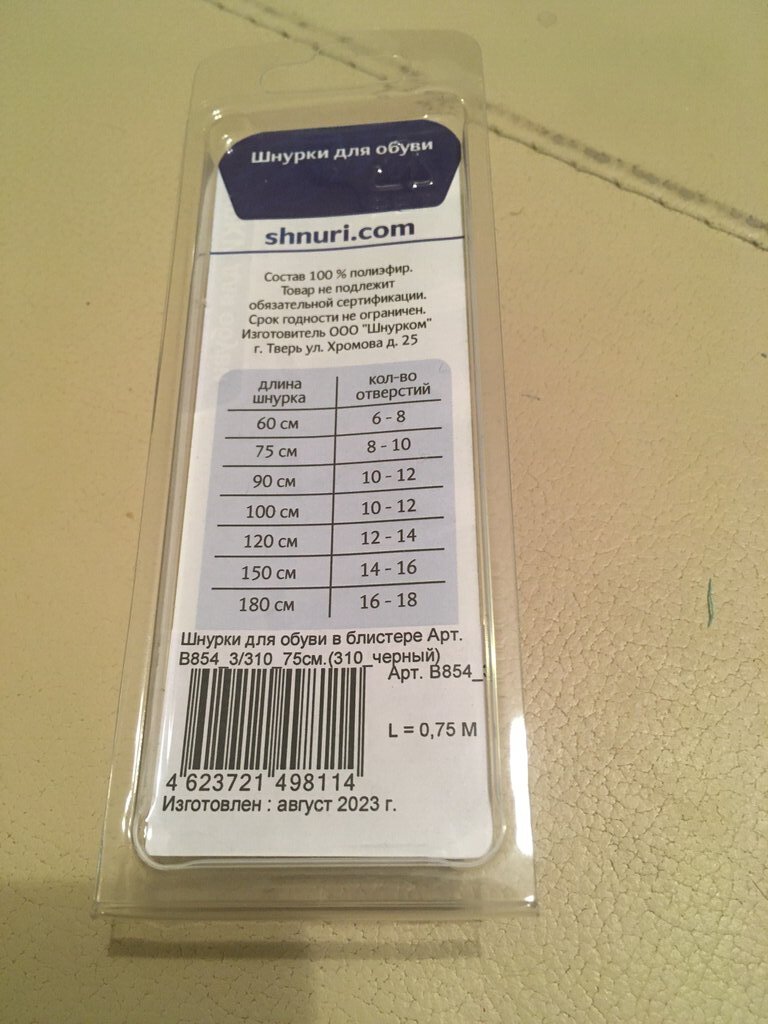 Шнурки для обуви
shnuri.com
Состав 100 % полиэфир.
Товар не подлежит
обязательной сертификации.
Срок годности не ограничен.
Изготовитель ООО "Шнурком"
г. Тверь ул. Хромова д. 25
длина шнурка кол-во отверстий
60 см 6 - 8
75 см 8 - 10
90 см 10 - 12
100 см 10 - 12
120 см 12 - 14
150 см 14 - 16
180 см 16 - 18
Шнурки для обуви в блистере Арт.
В854_3/310_75см.(310_черный)
Арт. В854_3
L = 0,75 М
4 623721 498114
Изготовлен : август 2023 г.